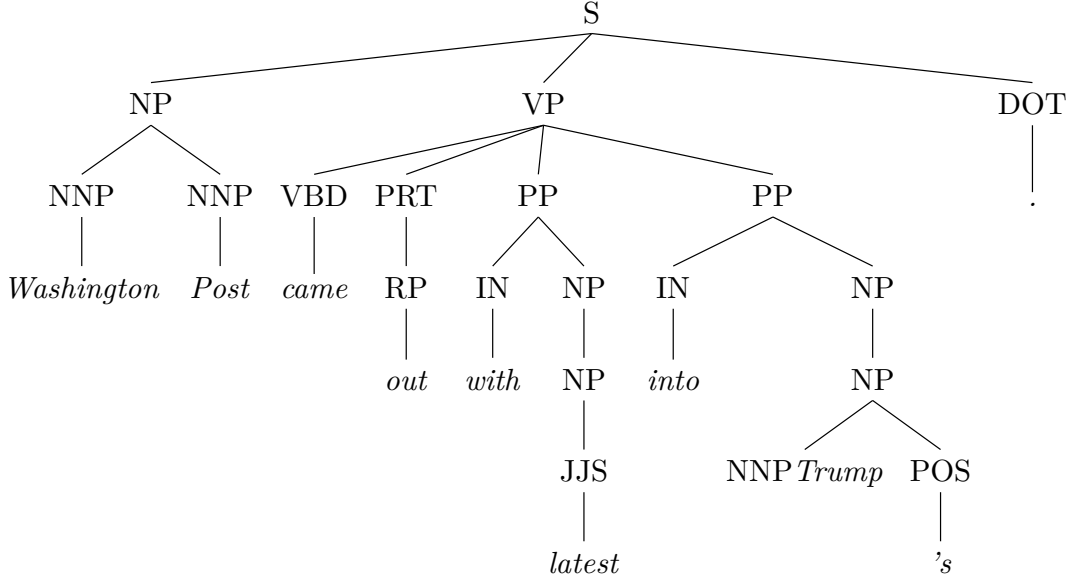 S
NP VP DOT
NNP NNP VBD PRT PP PP .
Washington Post came RP IN NP IN NP
out with NP into NP
JJS NNP Trump POS
latest 's